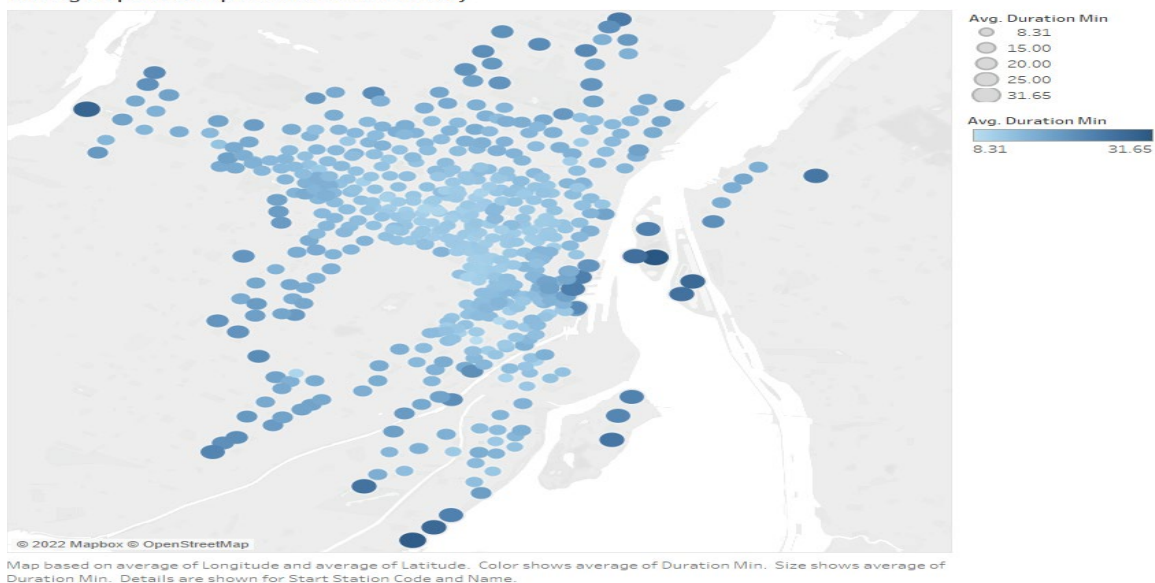 Avg. Duration Min
8.31
15.00
20.00
25.00
31.65
Avg. Duration Min
8.31 31.65
© 2022 Mapbox © OpenStreetMap
Map based on average of Longitude and average of Latitude. Color shows average of Duration Min. Size shows average of
Duration Min. Details are shown for Start Station Code and Name.